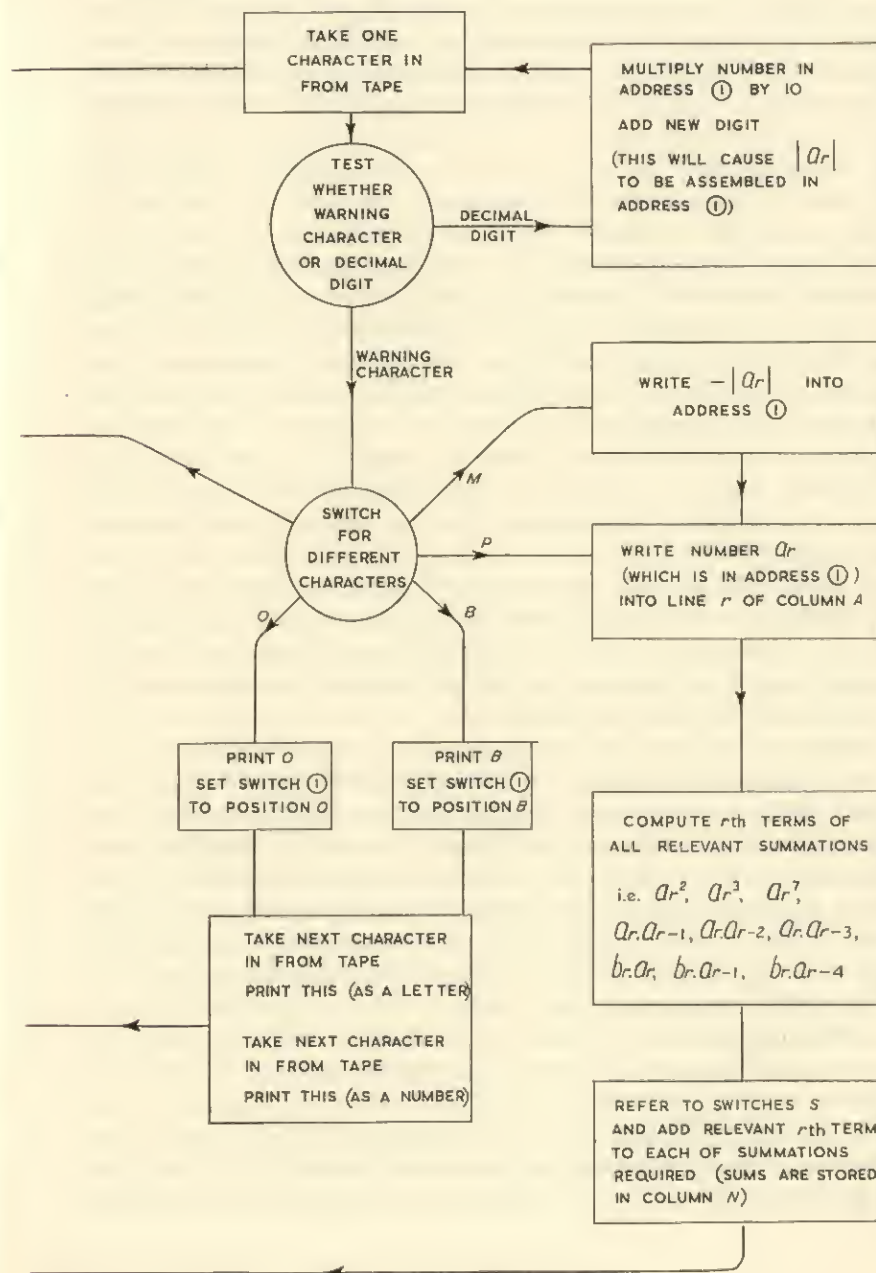 TAKE ONE
CHARACTER IN
FROM TAPE
MULTIPLY NUMBER IN
ADDRESS ① BY 10
ADD NEW DIGIT
(THIS WILL CAUSE |ar|
TO BE ASSEMBLED IN
ADDRESS ①)
TEST
WHETHER
WARNING
CHARACTER
OR DECIMAL
DIGIT
DECIMAL
DIGIT
WARNING
CHARACTER
WRITE -|ar| INTO
ADDRESS ①
M
SWITCH
FOR
DIFFERENT
CHARACTERS
P
WRITE NUMBER ar
(WHICH IS IN ADDRESS ①)
INTO LINE r OF COLUMN A
O
B
PRINT O
SET SWITCH ①
TO POSITION O
PRINT B
SET SWITCH ①
TO POSITION B
COMPUTE rth TERMS OF
ALL RELEVANT SUMMATIONS
i.e. ar², ar³, ar⁷,
ar.ar-1, ar.ar-2, ar.ar-3,
br.ar, br.ar-1, br.ar-4
TAKE NEXT CHARACTER
IN FROM TAPE
PRINT THIS (AS A LETTER)
TAKE NEXT CHARACTER
IN FROM TAPE
PRINT THIS (AS A NUMBER)
REFER TO SWITCHES S
AND ADD RELEVANT rth TERM
TO EACH OF SUMMATIONS
REQUIRED (SUMS ARE STORED
IN COLUMN N)